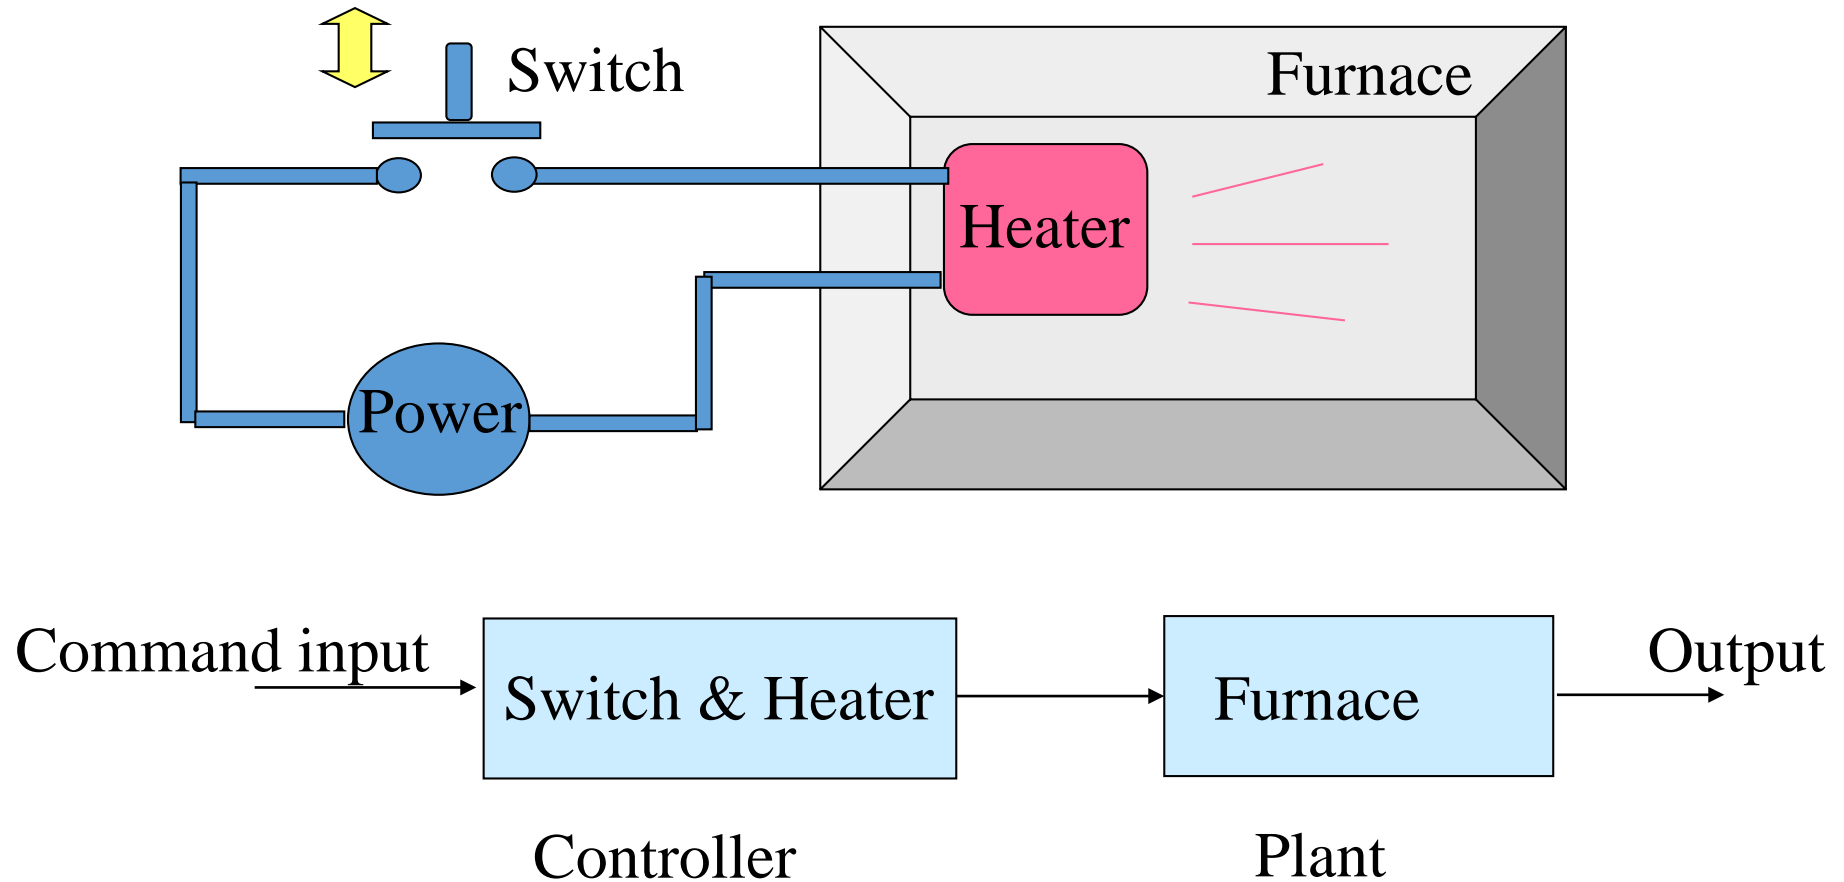 Switch
Furnace
Heater
Power
Command input
Switch & Heater
Furnace
Output
Controller
Plant